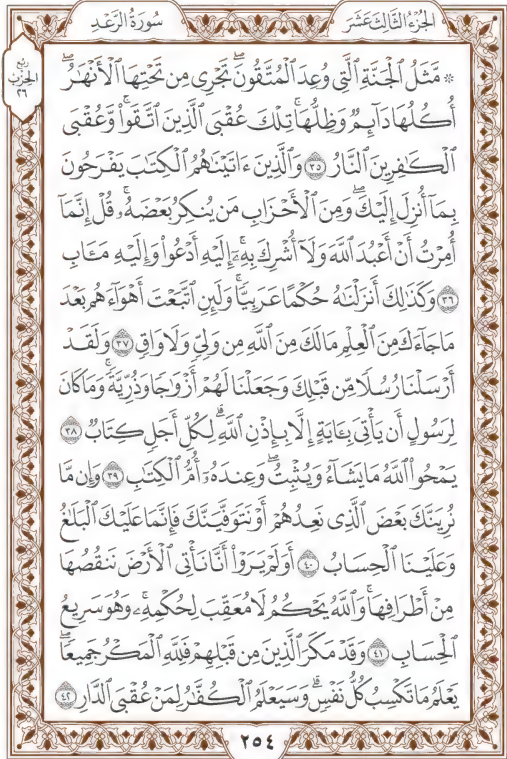 الجزء الثالث عشر
سورة الرعد
ربع
الحزب
٢٦
۞ مَّثَلُ ٱلْجَنَّةِ ٱلَّتِى وُعِدَ ٱلْمُتَّقُونَ ۖ تَجْرِى مِن تَحْتِهَا ٱلْأَنْهَٰرُ ۖ
أُكُلُهَا دَآئِمٌ وَظِلُّهَا ۚ تِلْكَ عُقْبَى ٱلَّذِينَ ٱتَّقَوا۟ ۖ وَّعُقْبَى
ٱلْكَٰفِرِينَ ٱلنَّارُ ٣٥ وَٱلَّذِينَ ءَاتَيْنَٰهُمُ ٱلْكِتَٰبَ يَفْرَحُونَ
بِمَآ أُنزِلَ إِلَيْكَ ۖ وَمِنَ ٱلْأَحْزَابِ مَن يُنكِرُ بَعْضَهُۥ ۚ قُلْ إِنَّمَآ
أُمِرْتُ أَنْ أَعْبُدَ ٱللَّهَ وَلَآ أُشْرِكَ بِهِۦٓ ۚ إِلَيْهِ أَدْعُوا۟ وَإِلَيْهِ مَـَٔابِ
٣٦ وَكَذَٰلِكَ أَنزَلْنَٰهُ حُكْمًا عَرَبِيًّا ۚ وَلَئِنِ ٱتَّبَعْتَ أَهْوَآءَهُم بَعْدَ
مَا جَآءَكَ مِنَ ٱلْعِلْمِ مَا لَكَ مِنَ ٱللَّهِ مِن وَلِىٍّ وَلَا وَاقٍ ٣٧ وَلَقَدْ
أَرْسَلْنَا رُسُلًا مِّن قَبْلِكَ وَجَعَلْنَا لَهُمْ أَزْوَٰجًا وَذُرِّيَّةً ۚ وَمَا كَانَ
لِرَسُولٍ أَن يَأْتِىَ بِـَٔايَةٍ إِلَّا بِإِذْنِ ٱللَّهِ ۗ لِكُلِّ أَجَلٍ كِتَابٌ ٣٨
يَمْحُوا۟ ٱللَّهُ مَا يَشَآءُ وَيُثْبِتُ ۖ وَعِندَهُۥٓ أُمُّ ٱلْكِتَٰبِ ٣٩ وَإِن مَّا
نُرِيَنَّكَ بَعْضَ ٱلَّذِى نَعِدُهُمْ أَوْ نَتَوَفَّيَنَّكَ فَإِنَّمَا عَلَيْكَ ٱلْبَلَٰغُ
وَعَلَيْنَا ٱلْحِسَابُ ٤٠ أَوَلَمْ يَرَوْا۟ أَنَّا نَأْتِى ٱلْأَرْضَ نَنقُصُهَا
مِنْ أَطْرَافِهَا ۚ وَٱللَّهُ يَحْكُمُ لَا مُعَقِّبَ لِحُكْمِهِۦ ۚ وَهُوَ سَرِيعُ
ٱلْحِسَابِ ٤١ وَقَدْ مَكَرَ ٱلَّذِينَ مِن قَبْلِهِمْ فَلِلَّهِ ٱلْمَكْرُ جَمِيعًا ۖ
يَعْلَمُ مَا تَكْسِبُ كُلُّ نَفْسٍ ۗ وَسَيَعْلَمُ ٱلْكُفَّٰرُ لِمَنْ عُقْبَى ٱلدَّارِ ٤٢
٢٥٤